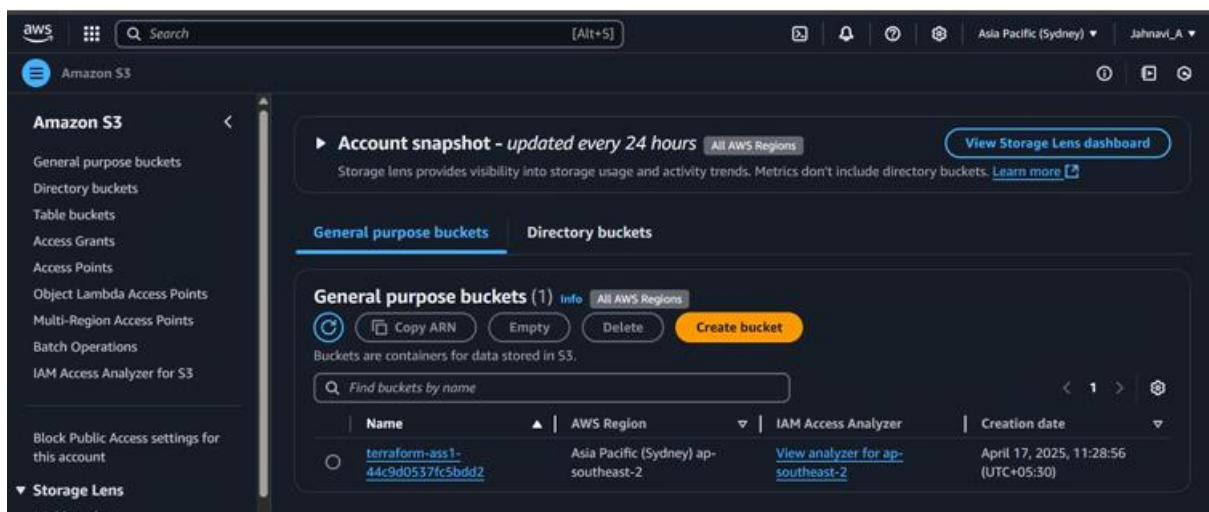 aws Search [Alt+S] Asia Pacific (Sydney) Jahnavi_A
Amazon S3
Amazon S3
General purpose buckets
Directory buckets
Table buckets
Access Grants
Access Points
Object Lambda Access Points
Multi-Region Access Points
Batch Operations
IAM Access Analyzer for S3
Block Public Access settings for
this account
Storage Lens
Account snapshot - updated every 24 hours All AWS Regions View Storage Lens dashboard
Storage lens provides visibility into storage usage and activity trends. Metrics don't include directory buckets. Learn more
General purpose buckets Directory buckets
General purpose buckets (1) Info All AWS Regions
Copy ARN Empty Delete Create bucket
Buckets are containers for data stored in S3.
Find buckets by name 1
Name AWS Region IAM Access Analyzer Creation date
terraform-ass1- Asia Pacific (Sydney) ap- View analyzer for ap- April 17, 2025, 11:28:56
44c9d0537fc5bdd2 southeast-2 southeast-2 (UTC+05:30)